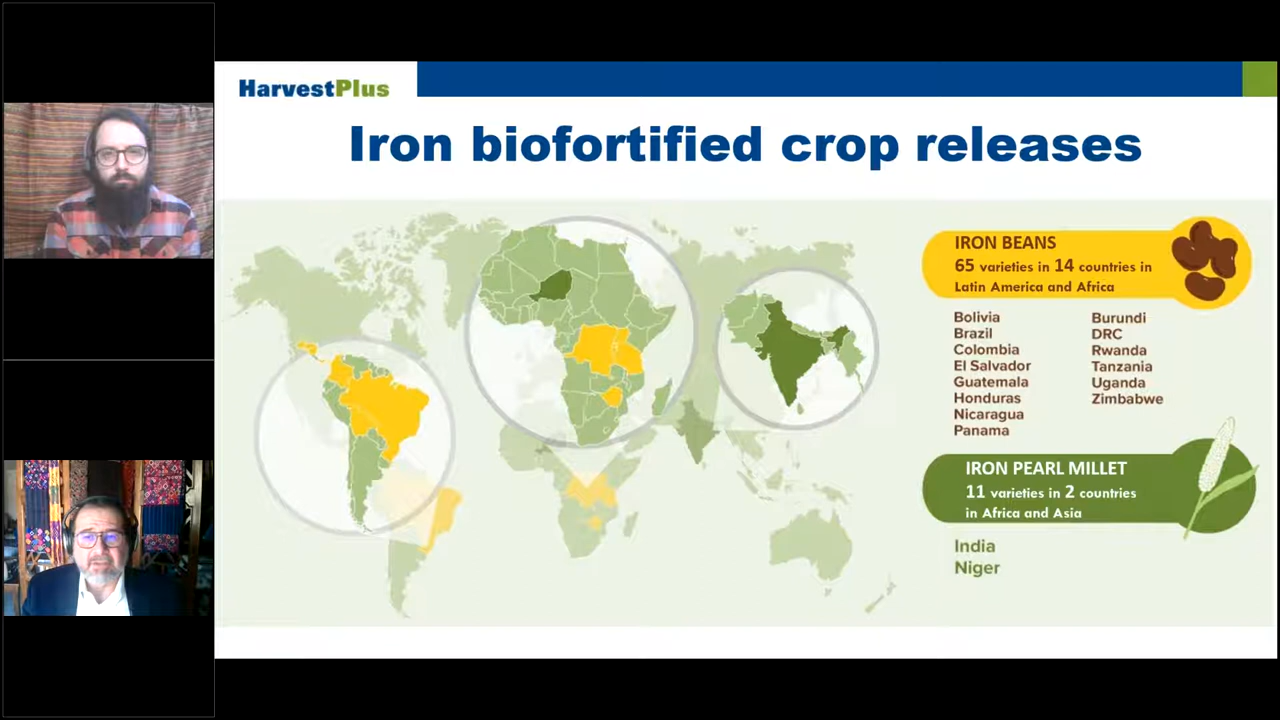 HarvestPlus
Iron biofortified crop releases
IRON BEANS
65 varieties in 14 countries in
Latin America and Africa
Bolivia
Brazil
Colombia
El Salvador
Guatemala
Honduras
Nicaragua
Panama
Burundi
DRC
Rwanda
Tanzania
Uganda
Zimbabwe
IRON PEARL MILLET
11 varieties in 2 countries
in Africa and Asia
India
Niger